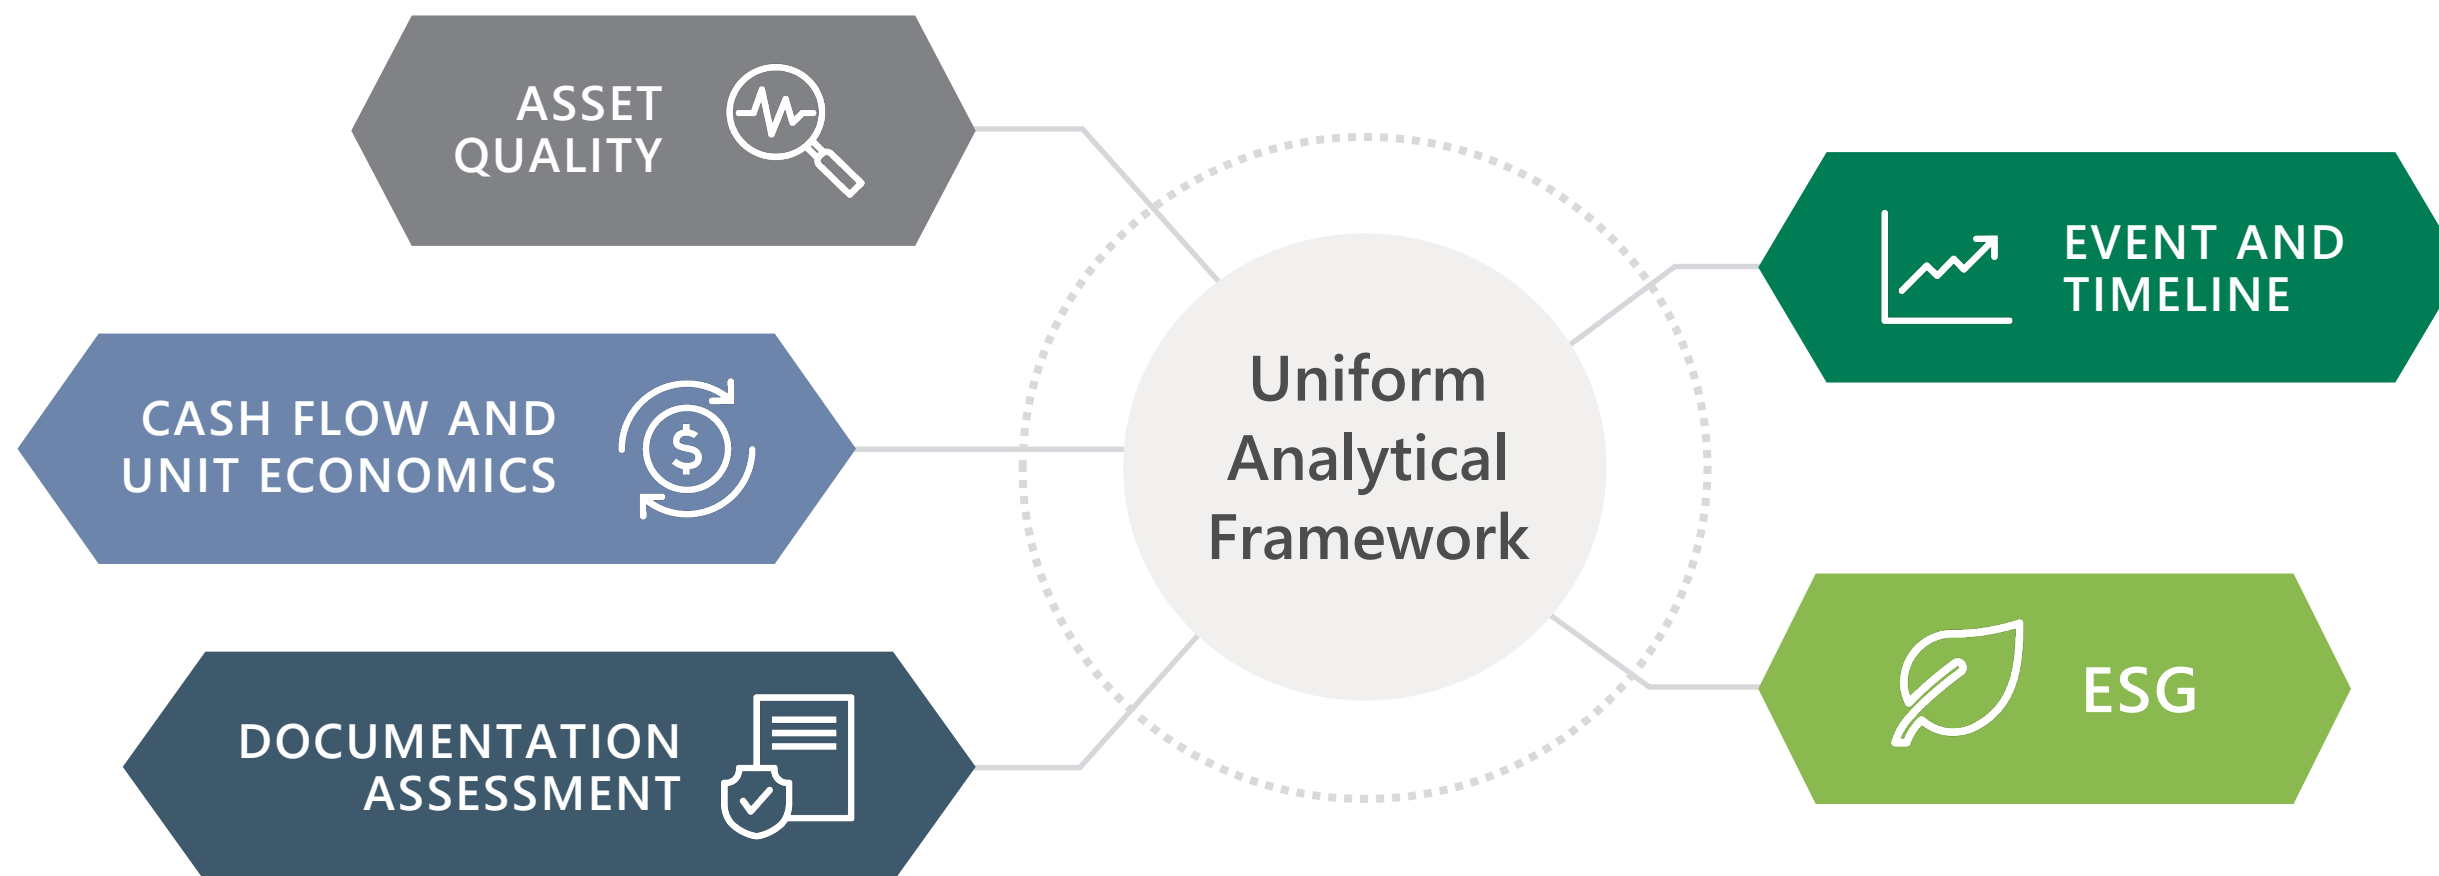 ASSET
QUALITY
CASH FLOW AND
UNIT ECONOMICS
$
DOCUMENTATION
ASSESSMENT
Uniform
Analytical
Framework
EVENT AND
TIMELINE
ESG